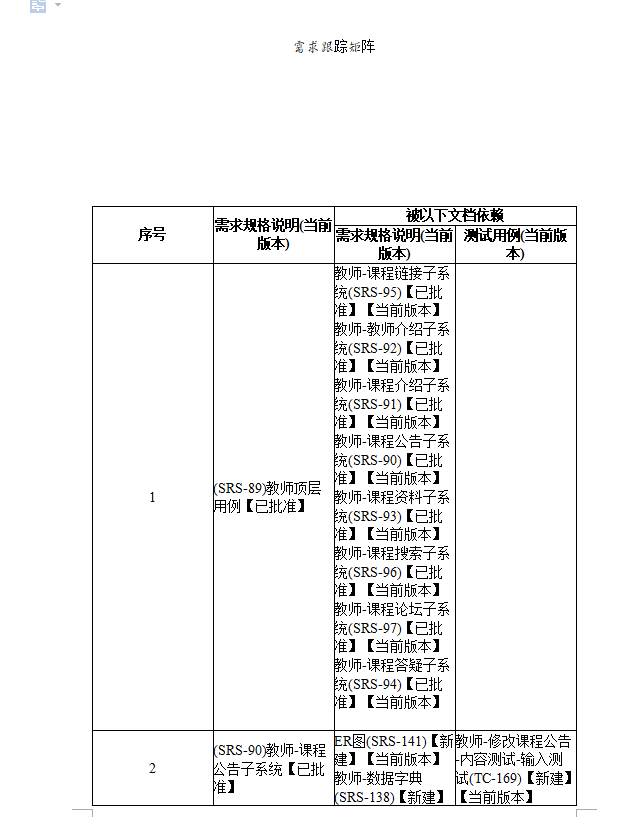 需求跟踪矩阵
被以下文档依赖
序号
需求规格说明(当前
版本)
需求规格说明(当前
版本)
测试用例(当前版
本)
1
(SRS-89)教师顶层
用例【已批准】
教师-课程链接子系
统(SRS-95)【已批
准】【当前版本】
教师-教师介绍子系
统(SRS-92)【已批
准】【当前版本】
教师-课程介绍子系
统(SRS-91)【已批
准】【当前版本】
教师-课程公告子系
统(SRS-90)【已批
准】【当前版本】
教师-课程资料子系
统(SRS-93)【已批
准】【当前版本】
教师-课程搜索子系
统(SRS-96)【已批
准】【当前版本】
教师-课程论坛子系
统(SRS-97)【已批
准】【当前版本】
教师-课程答疑子系
统(SRS-94)【已批
准】【当前版本】
2
(SRS-90)教师-课程
公告子系统【已批
准】
ER图(SRS-141)【新
建】【当前版本】
教师-数据字典
(SRS-138)【新建】
教师-修改课程公告
-内容测试-输入测
试(TC-169)【新建】
【当前版本】